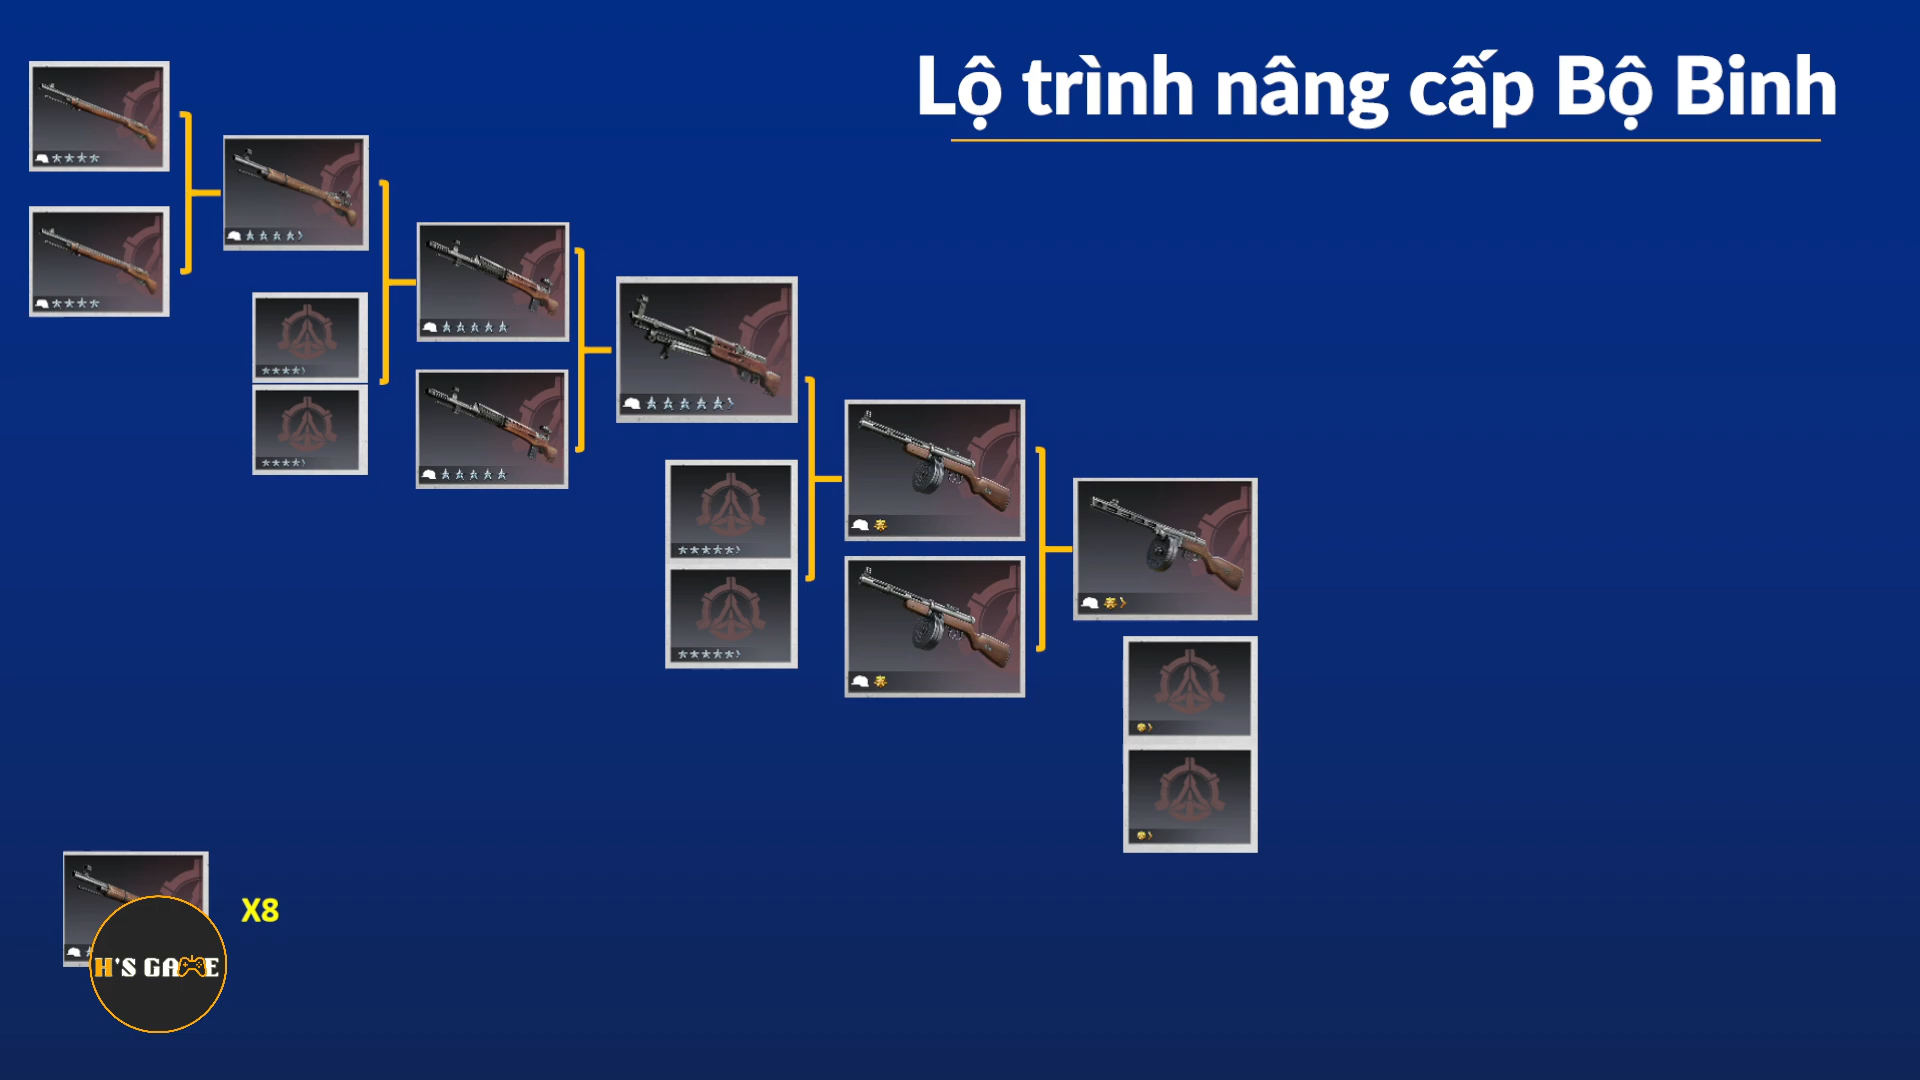 Lộ trình nâng cấp Bộ Binh
X8
H'S GAME